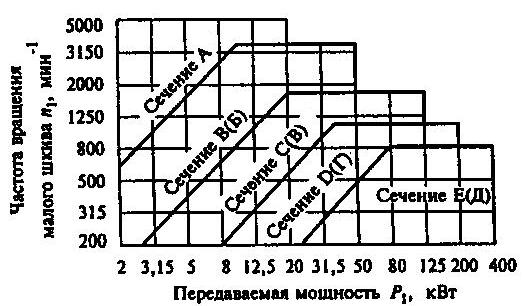 Частота вращения
малого шкива n₁, мин⁻¹
5000
3150
2000
1250
800
500
315
200
Сечение А
Сечение В(Б)
Сечение С(В)
Сечение D(Г)
Сечение Е(Д)
2 3,15 5 8 12,5 20 31,5 50 80 125 200 400
Передаваемая мощность P₁, кВт